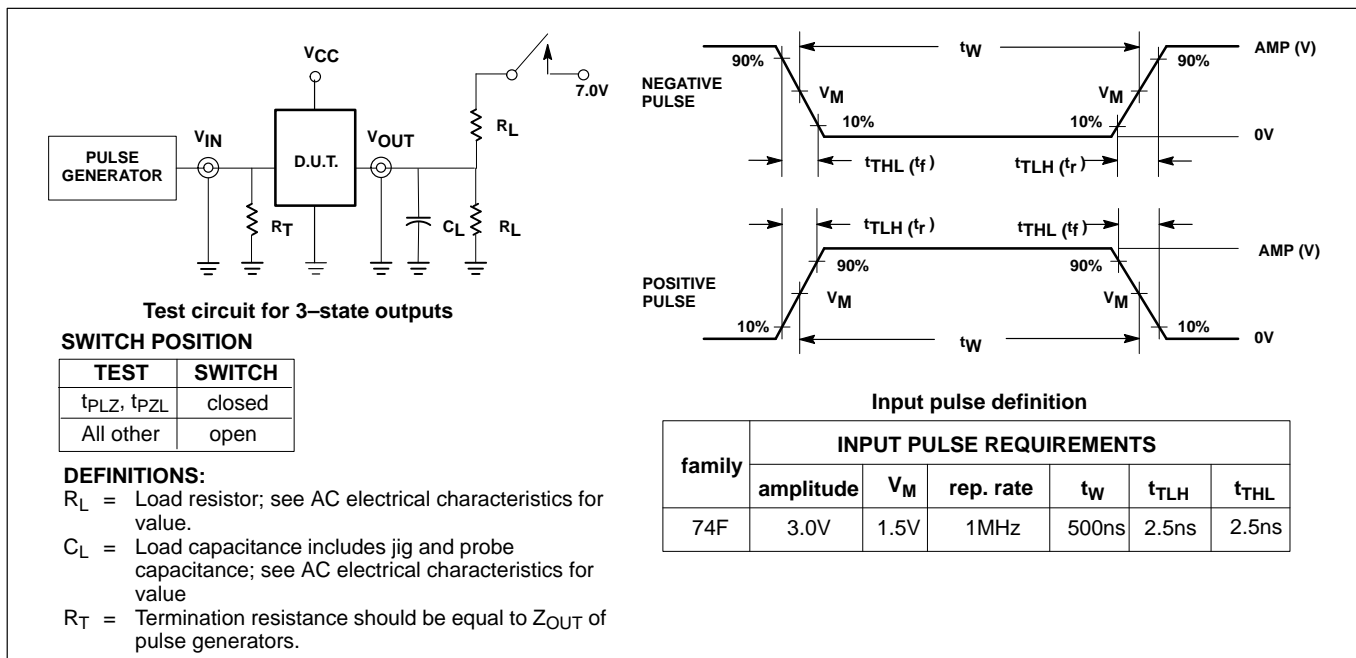 VCC
7.0V
RL
VIN
VOUT
PULSE
GENERATOR
D.U.T.
RT
CL
RL
Test circuit for 3–state outputs
SWITCH POSITION
TEST SWITCH
tPLZ, tPZL closed
All other open
DEFINITIONS:
RL = Load resistor; see AC electrical characteristics for
value.
CL = Load capacitance includes jig and probe
capacitance; see AC electrical characteristics for
value
RT = Termination resistance should be equal to ZOUT of
pulse generators.
tW
AMP (V)
90%
90%
NEGATIVE
PULSE
VM
VM
10%
10%
0V
tTHL (tf)
tTLH (tr)
tTLH (tr)
tTHL (tf)
AMP (V)
90%
90%
POSITIVE
PULSE
VM
VM
10%
10%
tW
0V
Input pulse definition
family
INPUT PULSE REQUIREMENTS
amplitude VM rep. rate tW tTLH tTHL
74F 3.0V 1.5V 1MHz 500ns 2.5ns 2.5ns